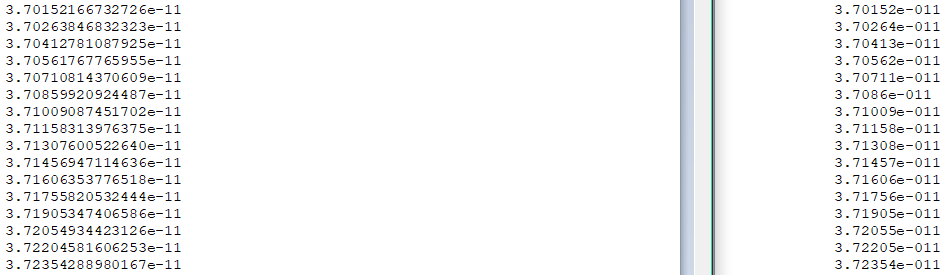 3.70152166732726e-11 3.70152e-011
3.70263846832323e-11 3.70264e-011
3.70412781087925e-11 3.70413e-011
3.70561767765955e-11 3.70562e-011
3.70710814370609e-11 3.70711e-011
3.70859920924487e-11 3.7086e-011
3.71009087451702e-11 3.71009e-011
3.71158313976375e-11 3.71158e-011
3.71307600522640e-11 3.71308e-011
3.71456947114636e-11 3.71457e-011
3.71606353776518e-11 3.71606e-011
3.71755820532444e-11 3.71756e-011
3.71905347406586e-11 3.71905e-011
3.72054934423126e-11 3.72055e-011
3.72204581606253e-11 3.72205e-011
3.72354288980167e-11 3.72354e-011